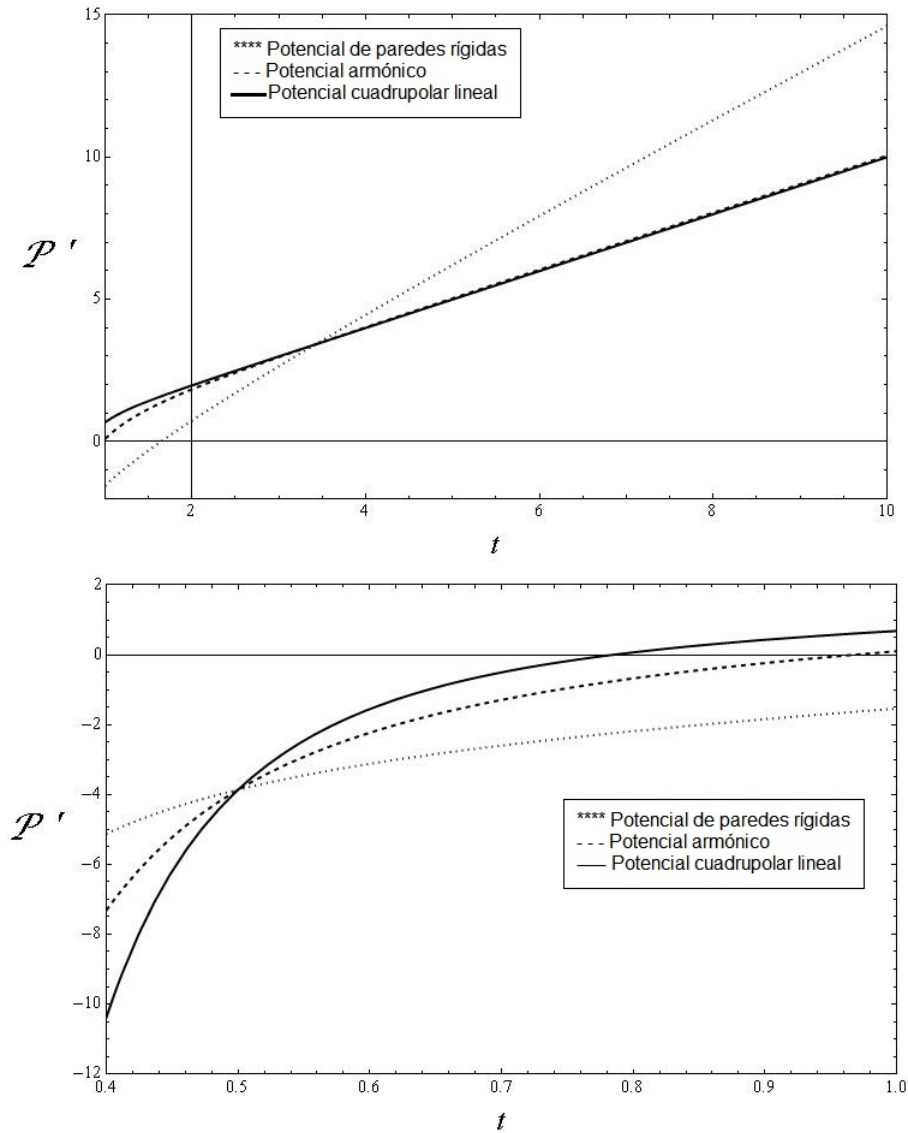 15
**** Potencial de paredes rígidas
---- Potencial armónico
Potencial cuadrupolar lineal
10
𝒫 '
5
0
2 4 6 8 10
t
2
0
−2
−4
**** Potencial de paredes rígidas
𝒫 '
---- Potencial armónico
−6
Potencial cuadrupolar lineal
−8
−10
−12
0.4 0.5 0.6 0.7 0.8 0.9 1.0
t